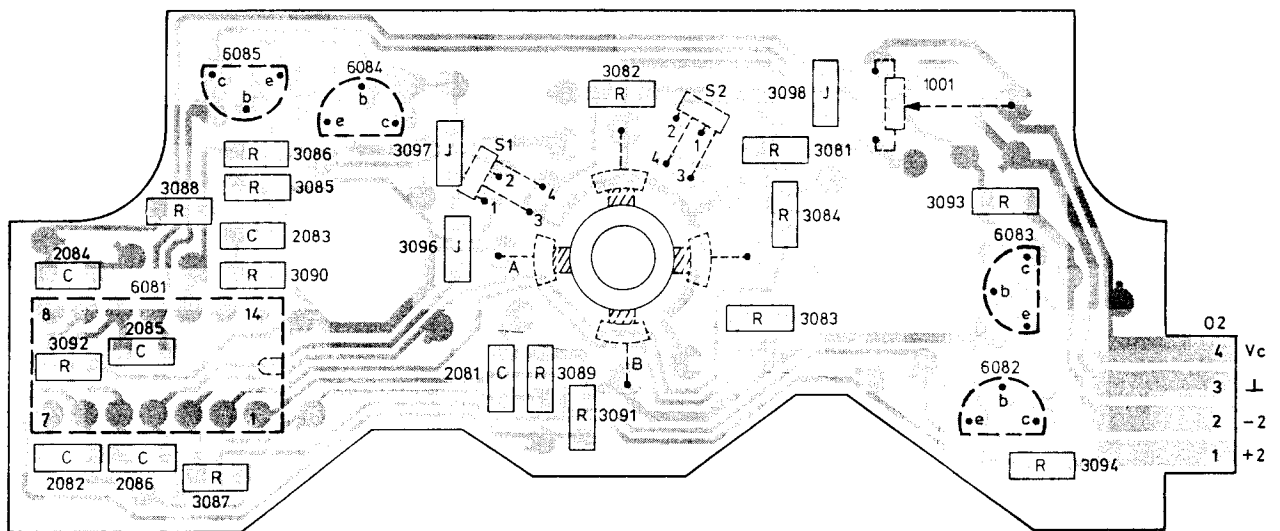 6085
6084
c e
b
b
e c
3082
R
S2
2
1
4
3
3098 J
1001
R 3086
R 3085
3097 J
S1
2
4
1
3
R 3081
3088
R
C 2083
3096 J
R 3084
3093 R
2084
C
R 3090
A
6083
c
b
e
6081
8 14
2085
C
3092
R
7 1
R 3083
B
2081 C
R 3089
R 3091
6082
b
e c
02
4 Vc
3 ⊥
2 -2
1 +2
C C
2082 2086
R
3087
R 3094